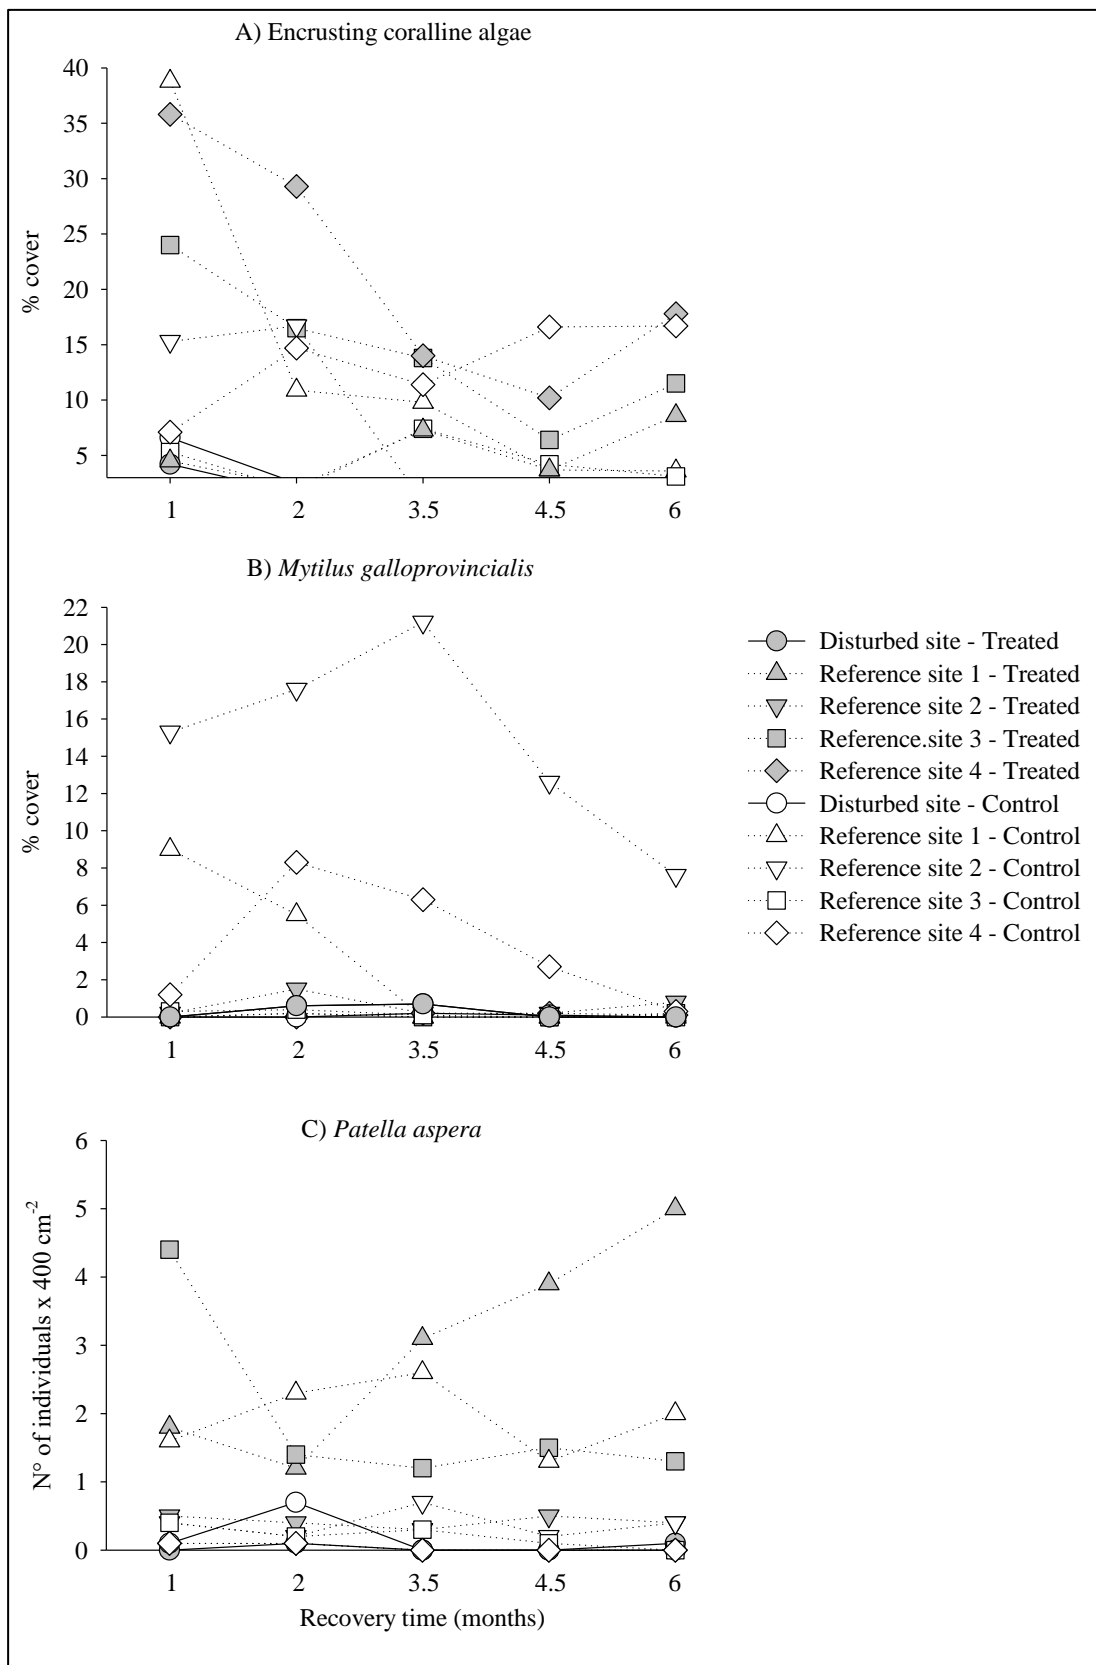 A) Encrusting coralline algae
40
35
30
25
20
15
10
5
% cover
1 2 3.5 4.5 6
B) Mytilus galloprovincialis
22
20
18
16
14
12
10
8
6
4
2
0
% cover
1 2 3.5 4.5 6
Disturbed site - Treated
Reference site 1 - Treated
Reference site 2 - Treated
Reference.site 3 - Treated
Reference site 4 - Treated
Disturbed site - Control
Reference site 1 - Control
Reference site 2 - Control
Reference site 3 - Control
Reference site 4 - Control
C) Patella aspera
6
5
4
3
2
1
0
N° of individuals x 400 cm-2
1 2 3.5 4.5 6
Recovery time (months)